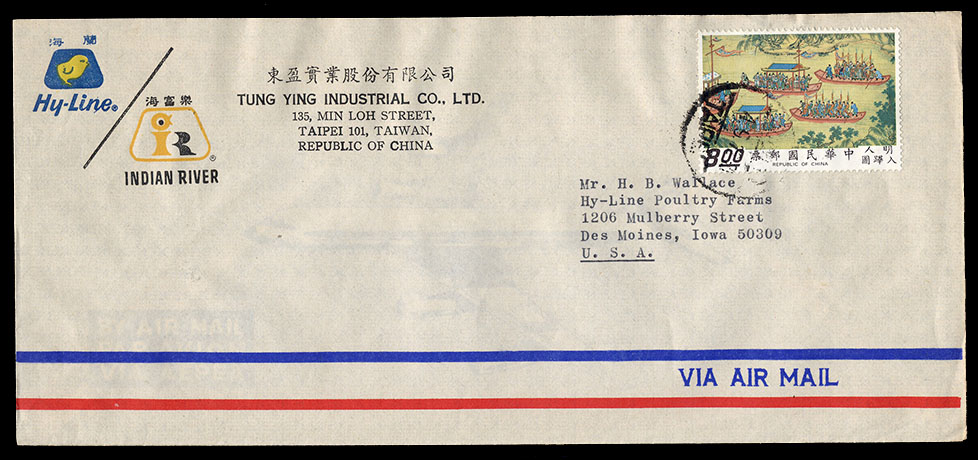 海蘭
Hy-Line®
海富樂
iR®
INDIAN RIVER
東盈實業股份有限公司
TUNG YING INDUSTRIAL CO., LTD.
135, MIN LOH STREET,
TAIPEI 101, TAIWAN,
REPUBLIC OF CHINA
明人
入蹕圖
中華民國郵票
8.00
REPUBLIC OF CHINA
Mr. H. B. Wallace
Hy-Line Poultry Farms
1206 Mulberry Street
Des Moines, Iowa 50309
U. S. A.
VIA AIR MAIL